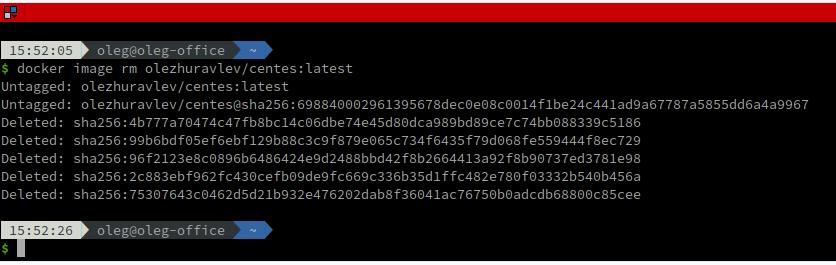 15:52:05 oleg@oleg-office ~
$ docker image rm olezhuravlev/centes:latest
Untagged: olezhuravlev/centes:latest
Untagged: olezhuravlev/centes@sha256:698840002961395678dec0e08c0014f1be24c441ad9a67787a5855dd6a4a9967
Deleted: sha256:4b777a70474c47fb8bc14c06dbe74e45d80dca989bd89ce7c74bb088339c5186
Deleted: sha256:99b6bdf05ef6ebf129b88c3c9f879e065c734f6435f79d068fe559444f8ec729
Deleted: sha256:96f2123e8c0896b6486424e9d2488bbd42f8b2664413a92f8b90737ed3781e98
Deleted: sha256:2c883ebf962fc430cefb09de9fc669c336b35d1ffc482e780f03332b540b456a
Deleted: sha256:75307643c0462d5d21b932e476202dab8f36041ac76750b0adcdb68800c85cee
15:52:26 oleg@oleg-office ~
$